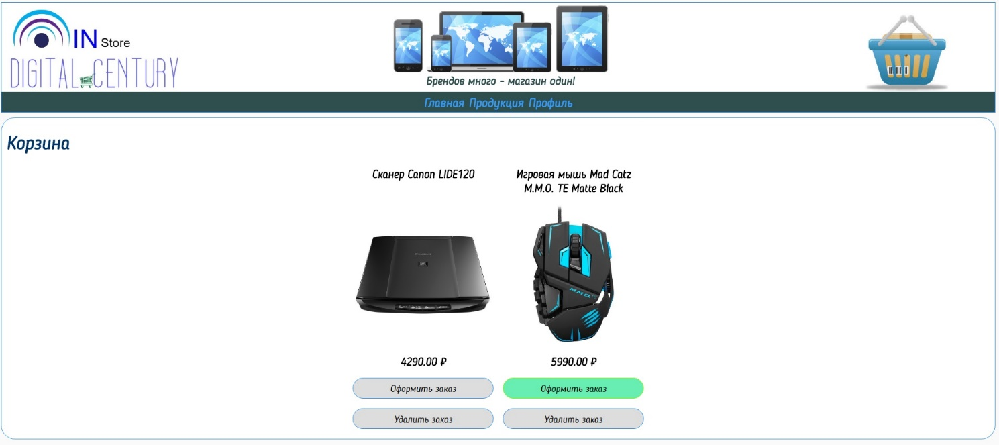 IN Store
DIGITAL CENTURY
Брендов много - магазин один!
Главная Продукция Профиль
Корзина
Сканер Canon LIDE120
Игровая мышь Mad Catz
M.M.O. TE Matte Black
Canon
M.M.O
4290.00 ₽
5990.00 ₽
Оформить заказ
Оформить заказ
Удалить заказ
Удалить заказ